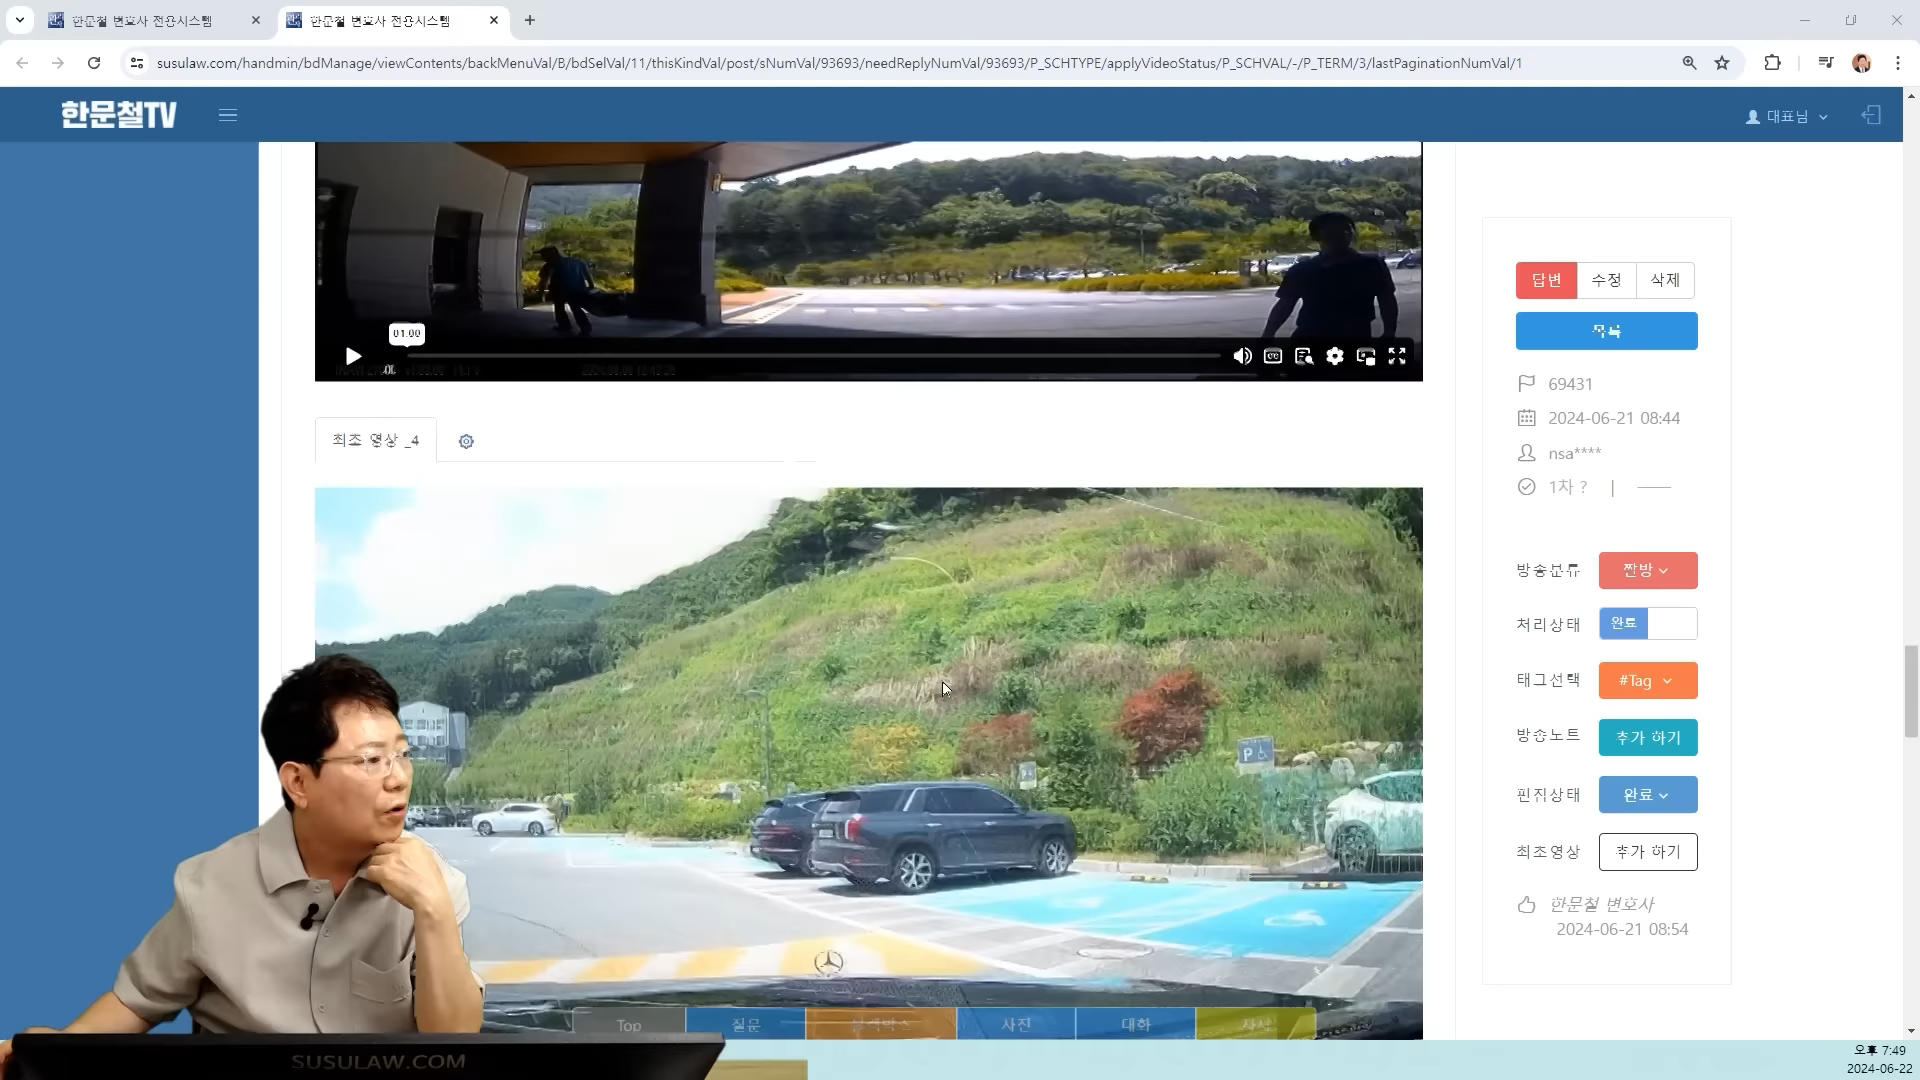 한문철 변호사 전용시스템
한문철 변호사 전용시스템
susulaw.com/handmin/bdManage/viewContents/backMenuVal/B/bdSelVal/11/thisKindVal/post/sNumVal/93693/needReplyNumVal/93693/P_SCHTYPE/applyVideoStatus/P_SCHVAL/-/P_TERM/3/lastPaginationNumVal/1
한문철TV
대표님
01:00
답변 수정 삭제
목록
69431
최초 영상 _4
2024-06-21 08:44
nsa****
1차 ? |
방송분류 짠방
처리상태 완료
태그선택 #Tag
방송노트 추가 하기
편집상태 완료
최초영상 추가 하기
한문철 변호사
2024-06-21 08:54
Top 질문 블랙박스 사진 대화
SUSULAW.COM
오후 7:49
2024-06-22